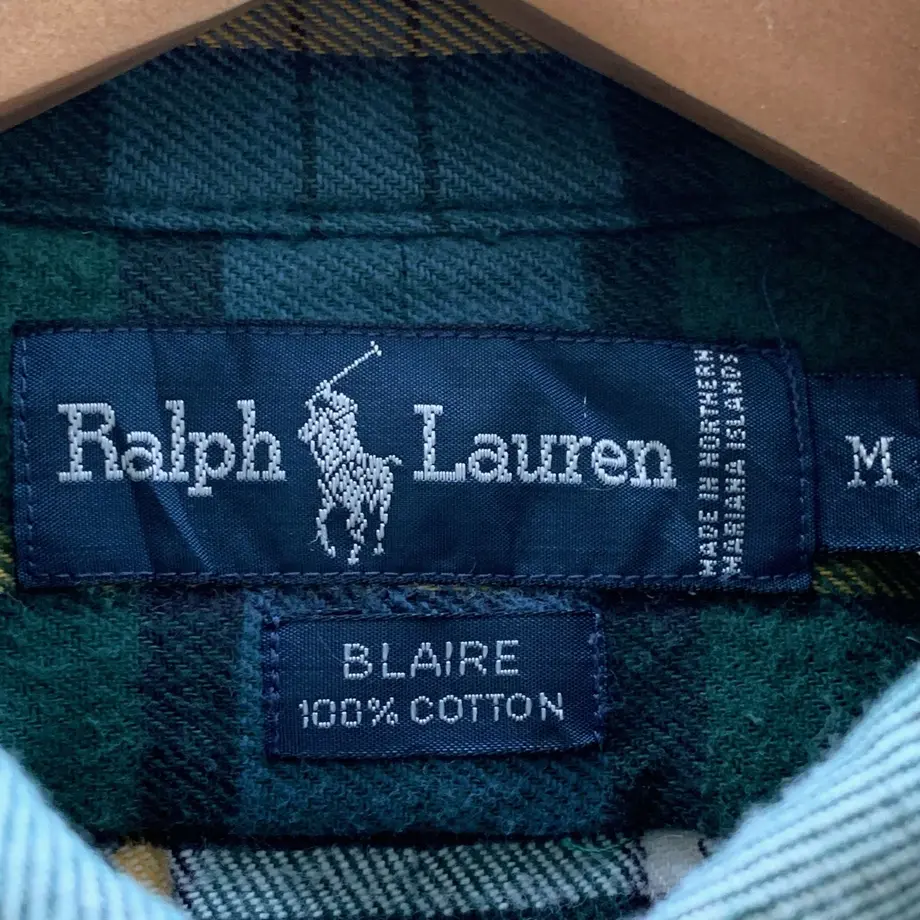 Ralph Lauren
MADE IN NORTHERN
MARIANA ISLANDS
M
BLAIRE
100% COTTON